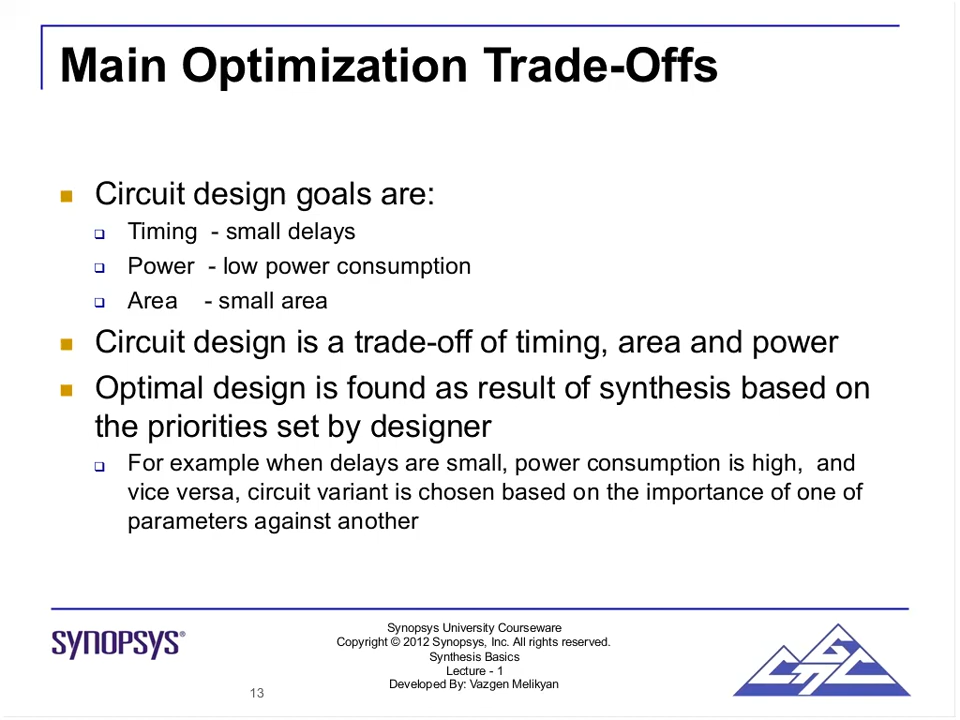 Main Optimization Trade-Offs
Circuit design goals are:
Timing - small delays
Power - low power consumption
Area - small area
Circuit design is a trade-off of timing, area and power
Optimal design is found as result of synthesis based on
the priorities set by designer
For example when delays are small, power consumption is high, and
vice versa, circuit variant is chosen based on the importance of one of
parameters against another
SYNOPSYS®
Synopsys University Courseware
Copyright © 2012 Synopsys, Inc. All rights reserved.
Synthesis Basics
Lecture - 1
Developed By: Vazgen Melikyan
13